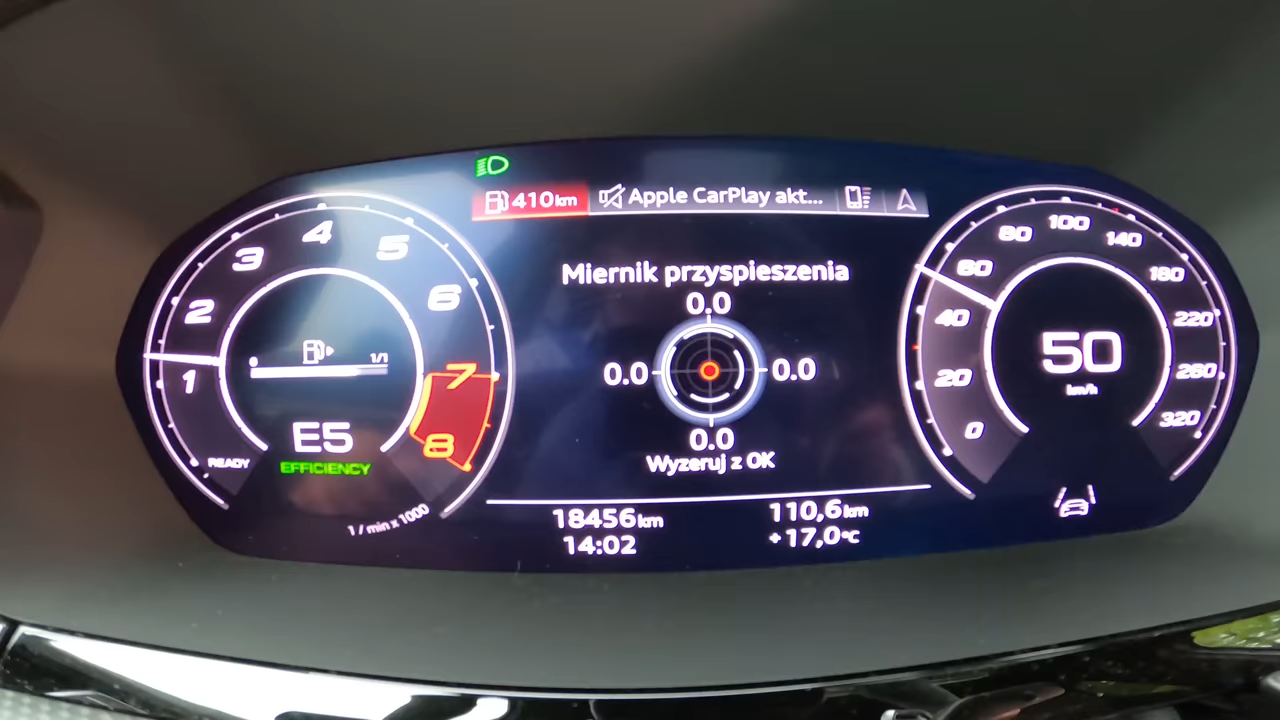 410km Apple CarPlay akt...
1 2 3 4 5 6 7 8
1/1
E5
EFFICIENCY
READY
1 / min x 1000
Miernik przyspieszenia
0.0
0.0 0.0
0.0
Wyzeruj z OK
18456km 110,6km
14:02 +17,0°C
0 20 40 60 80 100 140 180 220 260 320
50
km/h